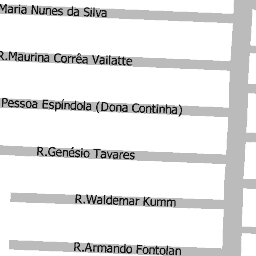 Maria Nunes da Silva
R.Maurina Corrêa Vailatte
Pessoa Espíndola (Dona Continha)
R.Genésio Tavares
R.Waldemar Kumm
R.Armando Fontolan